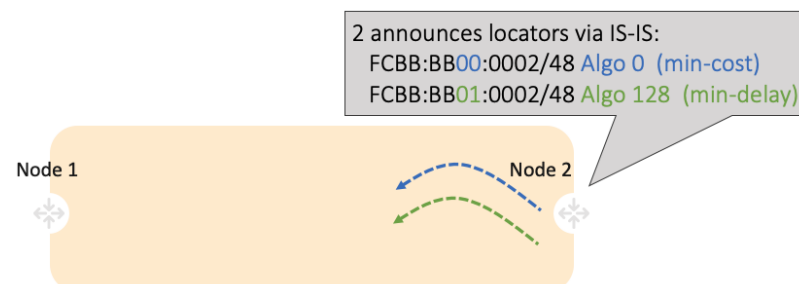 2 announces locators via IS-IS:
FCBB:BB00:0002/48 Algo 0 (min-cost)
FCBB:BB01:0002/48 Algo 128 (min-delay)
Node 1
Node 2